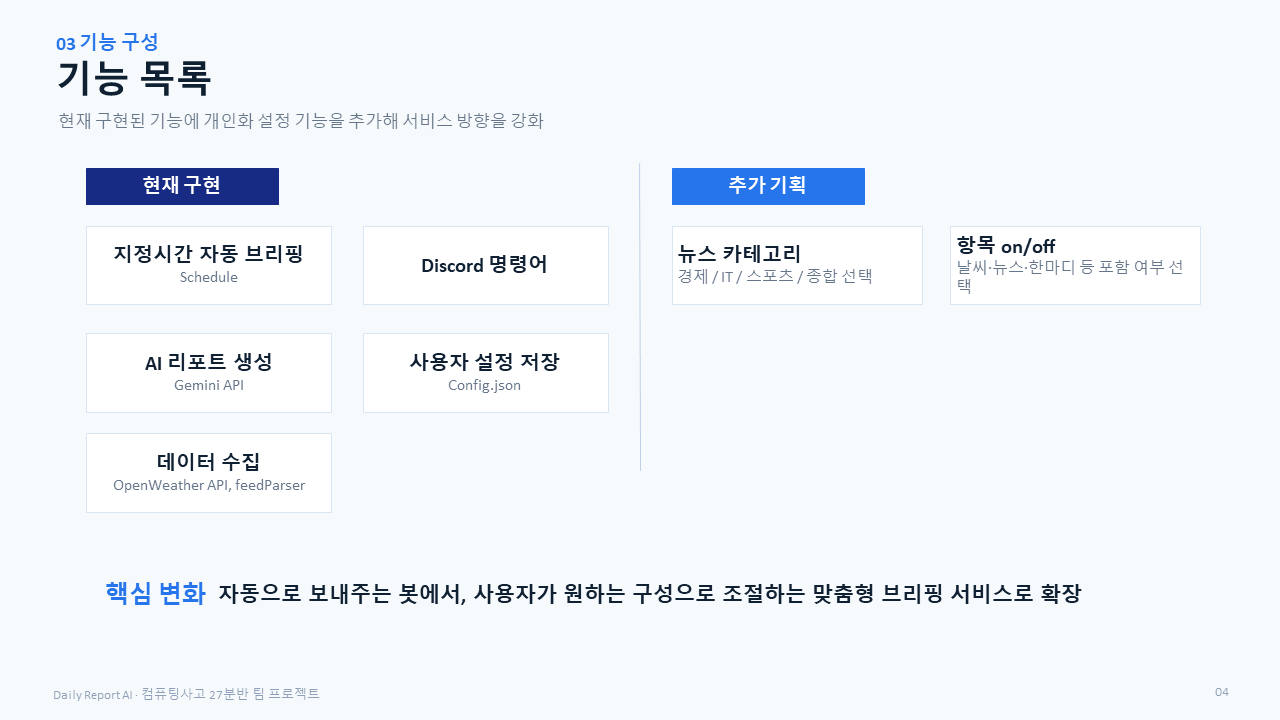 03 기능 구성
기능 목록
현재 구현된 기능에 개인화 설정 기능을 추가해 서비스 방향을 강화
현재 구현
지정시간 자동 브리핑
Schedule
Discord 명령어
AI 리포트 생성
Gemini API
사용자 설정 저장
Config.json
데이터 수집
OpenWeather API, feedParser
추가 기획
뉴스 카테고리
경제 / IT / 스포츠 / 종합 선택
항목 on/off
날씨·뉴스·한마디 등 포함 여부 선
택
핵심 변화 자동으로 보내주는 봇에서, 사용자가 원하는 구성으로 조절하는 맞춤형 브리핑 서비스로 확장
Daily Report AI · 컴퓨팅사고 27분반 팀 프로젝트
04